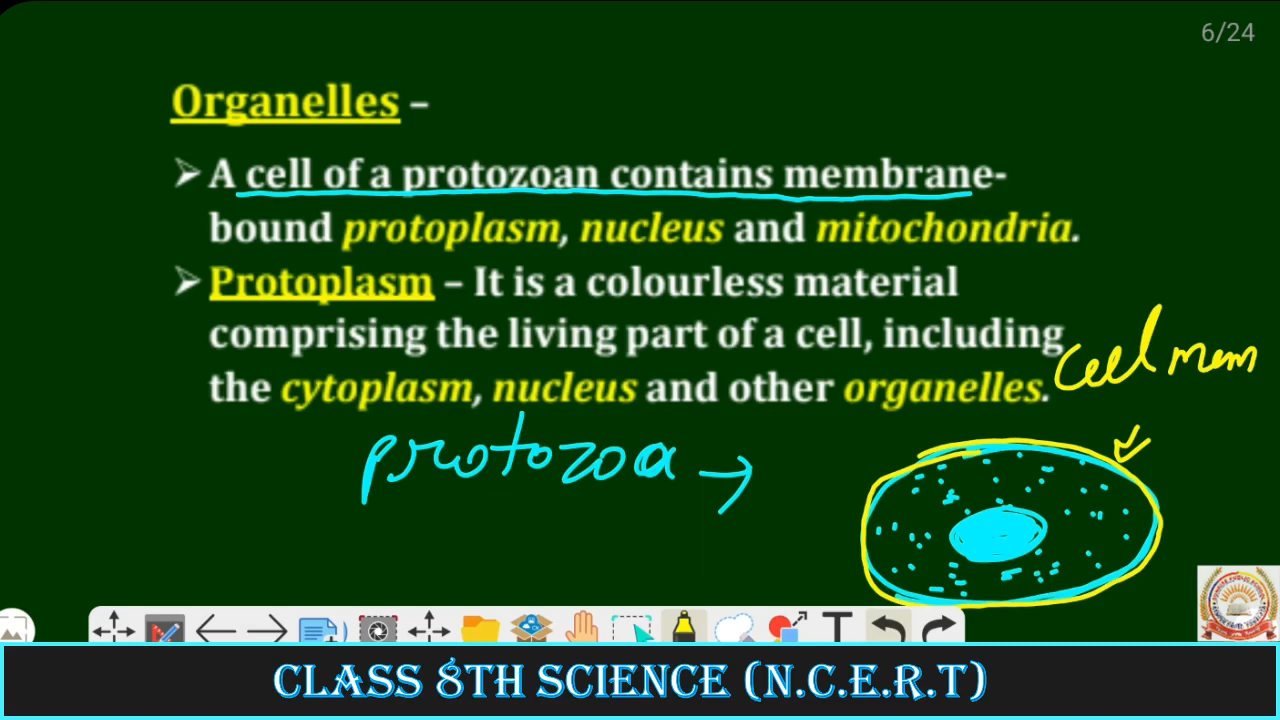 6/24
Organelles –
➢ A cell of a protozoan contains membrane-
bound protoplasm, nucleus and mitochondria.
➢ Protoplasm – It is a colourless material
comprising the living part of a cell, including
the cytoplasm, nucleus and other organelles.
cell mem
protozoa →
T
CLASS 8TH SCIENCE (N.C.E.R.T)